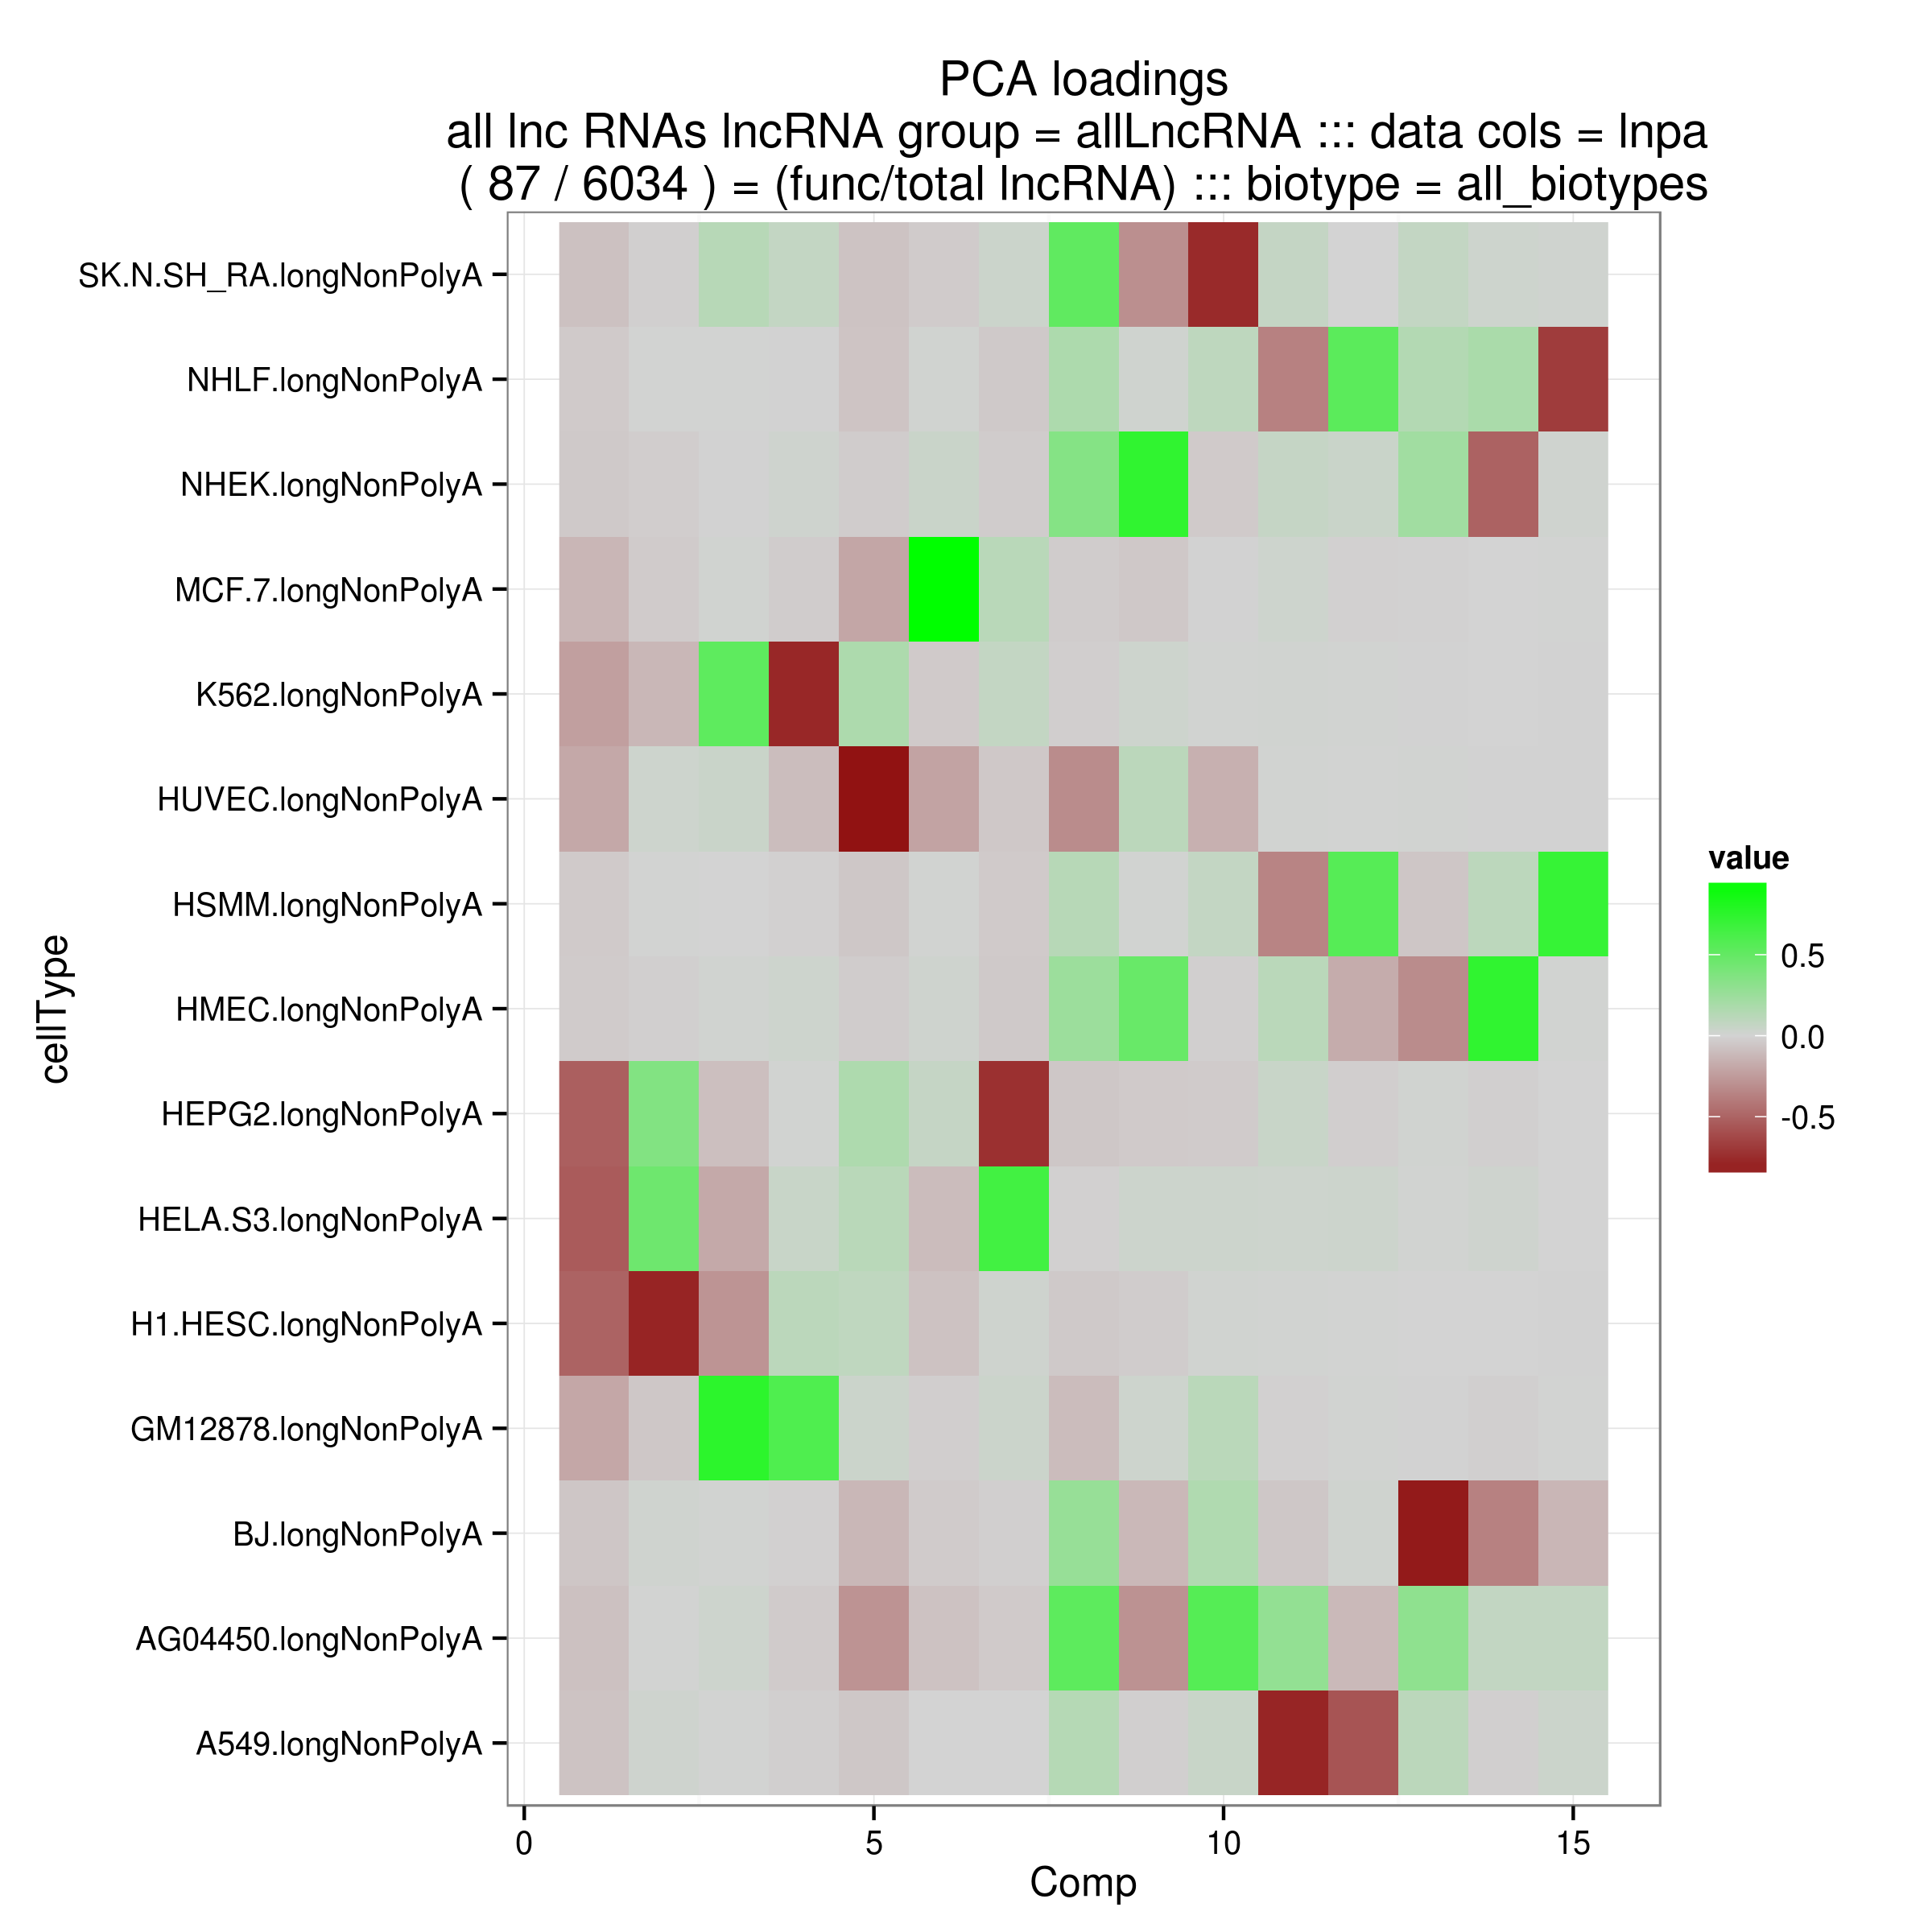 PCA loadings
all lnc RNAs lncRNA group = allLncRNA ::: data cols = lnpa
( 87 / 6034 ) = (func/total lncRNA) ::: biotype = all_biotypes
SK.N.SH_RA.longNonPolyA
NHLF.longNonPolyA
NHEK.longNonPolyA
MCF.7.longNonPolyA
K562.longNonPolyA
HUVEC.longNonPolyA
HSMM.longNonPolyA
HMEC.longNonPolyA
HEPG2.longNonPolyA
HELA.S3.longNonPolyA
H1.HESC.longNonPolyA
GM12878.longNonPolyA
BJ.longNonPolyA
AG04450.longNonPolyA
A549.longNonPolyA
cellType
0 5 10 15
Comp
value
0.5
0.0
-0.5